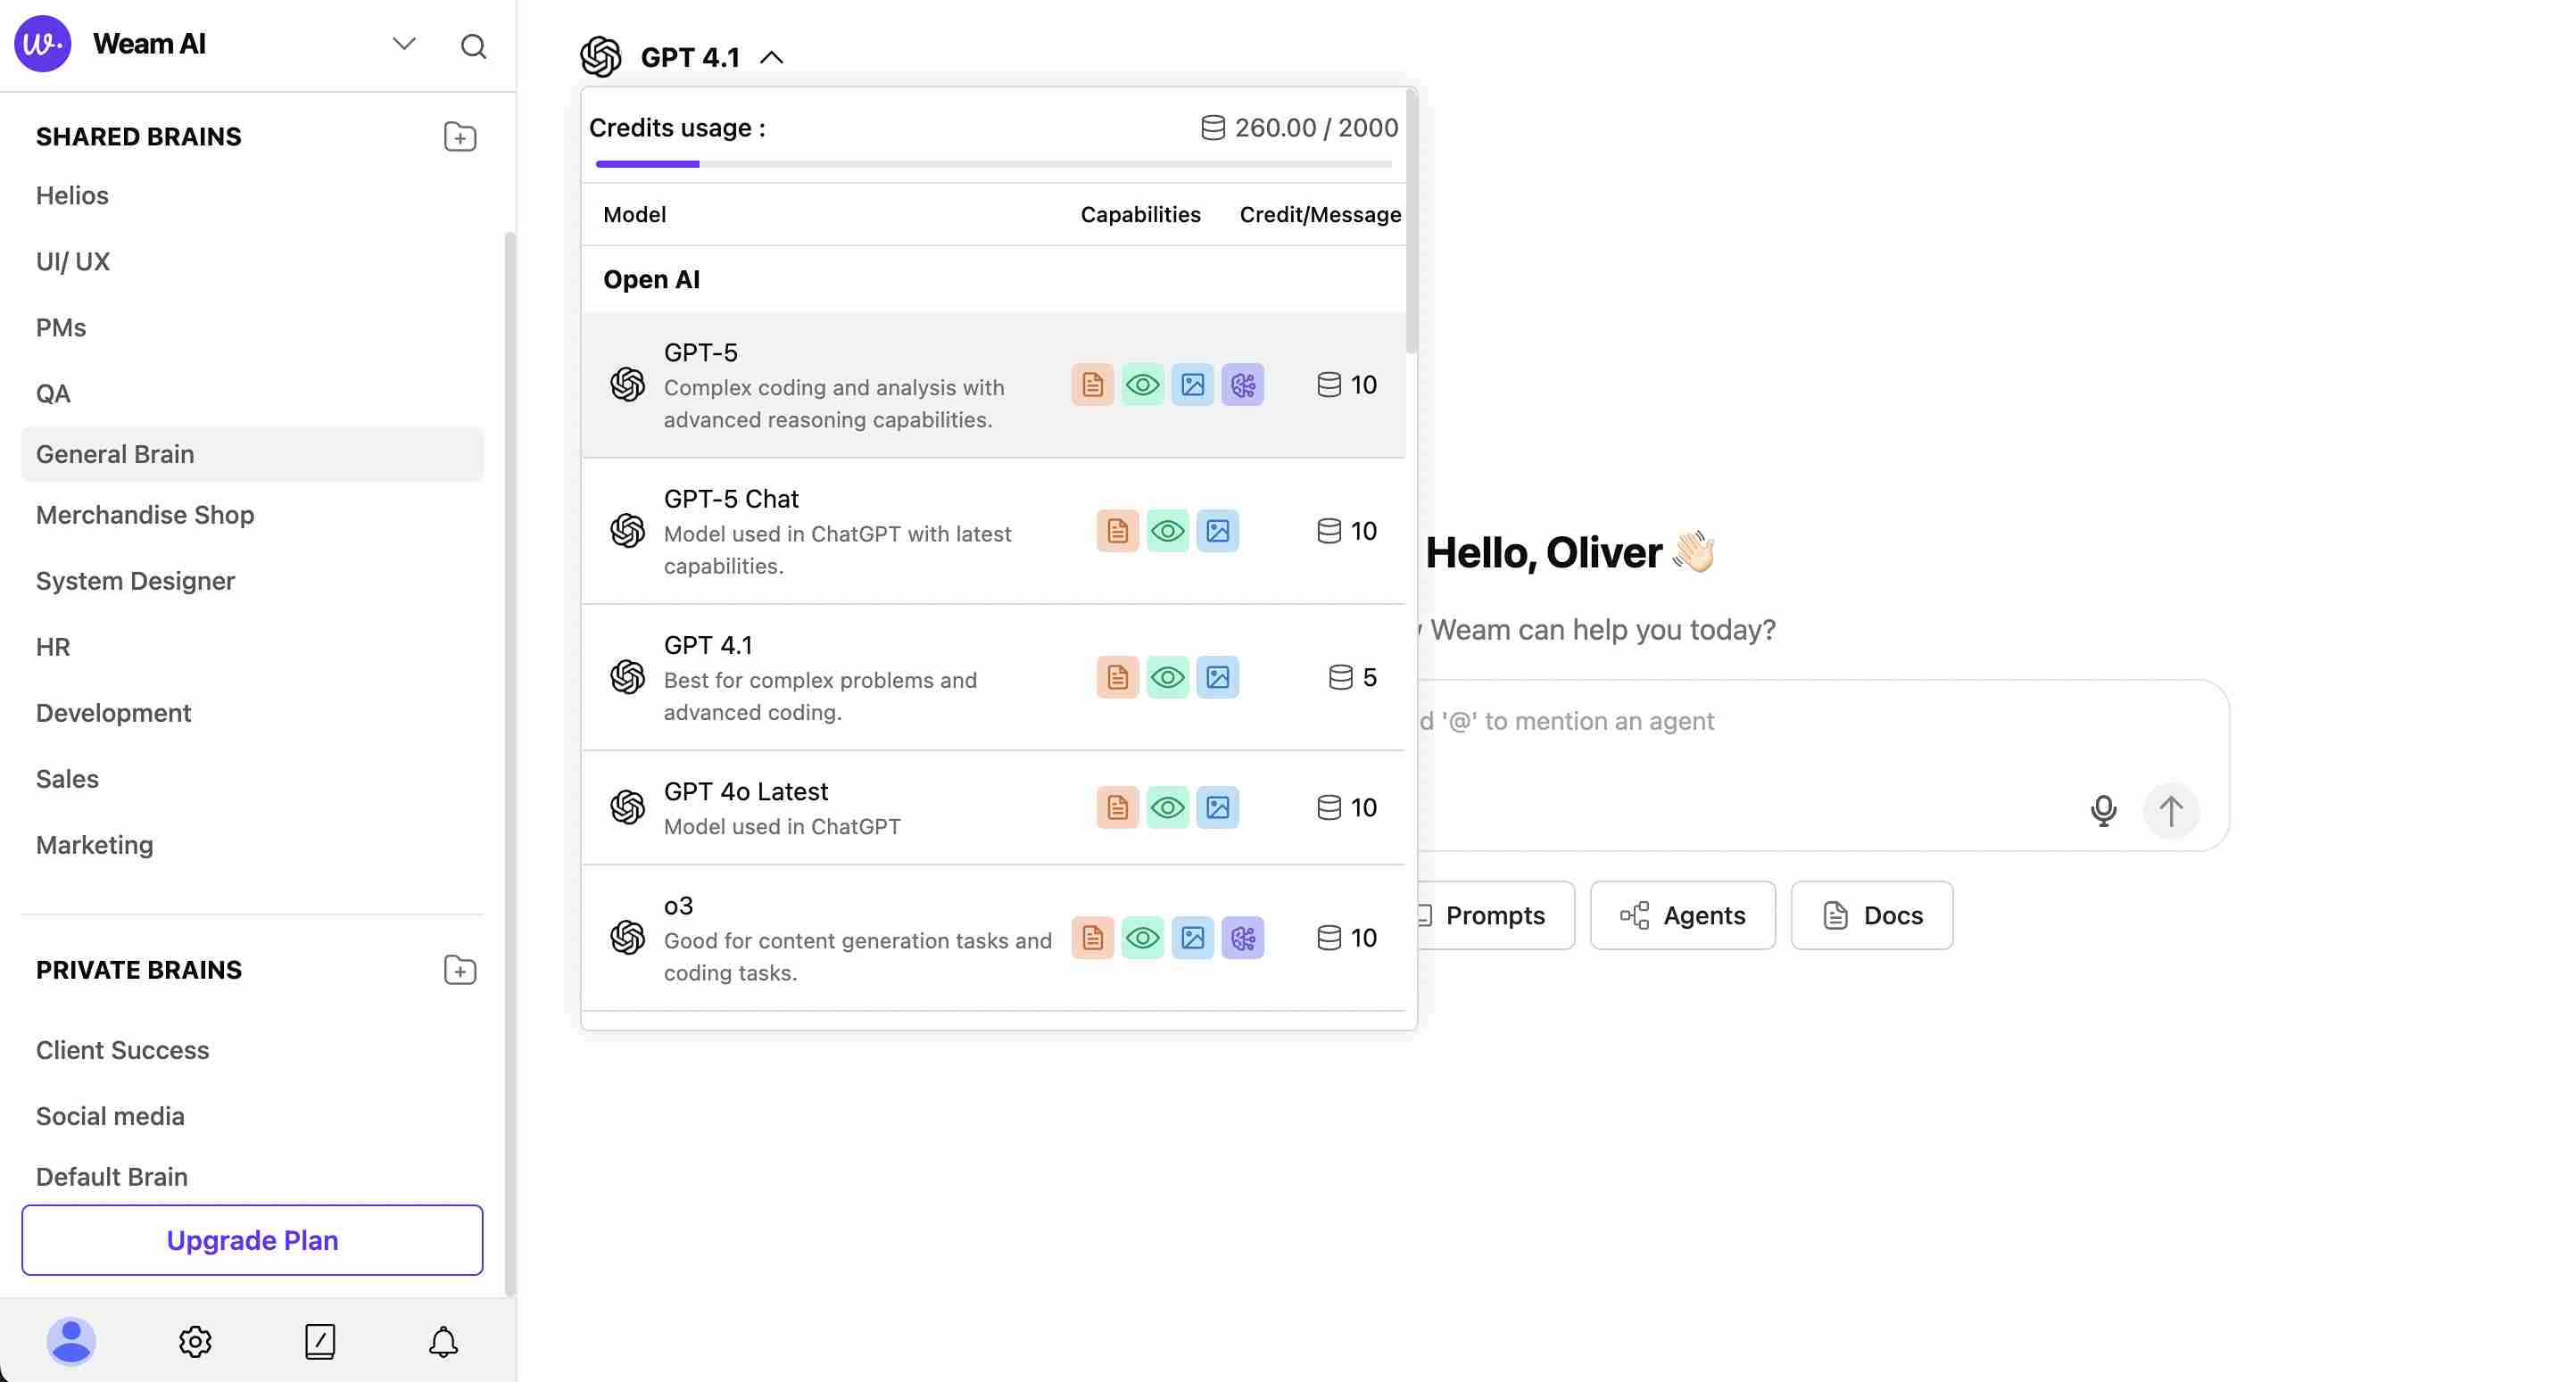 w.
Weam AI
SHARED BRAINS
Helios
UI/ UX
PMs
QA
General Brain
Merchandise Shop
System Designer
HR
Development
Sales
Marketing
PRIVATE BRAINS
Client Success
Social media
Default Brain
Upgrade Plan
GPT 4.1
Credits usage : 260.00 / 2000
Model Capabilities Credit/Message
Open AI
GPT-5
Complex coding and analysis with
advanced reasoning capabilities.
10
GPT-5 Chat
Model used in ChatGPT with latest
capabilities.
10
GPT 4.1
Best for complex problems and
advanced coding.
5
GPT 4o Latest
Model used in ChatGPT
10
o3
Good for content generation tasks and
coding tasks.
10
Hello, Oliver 👋🏻
Weam can help you today?
'@' to mention an agent
Prompts Agents Docs